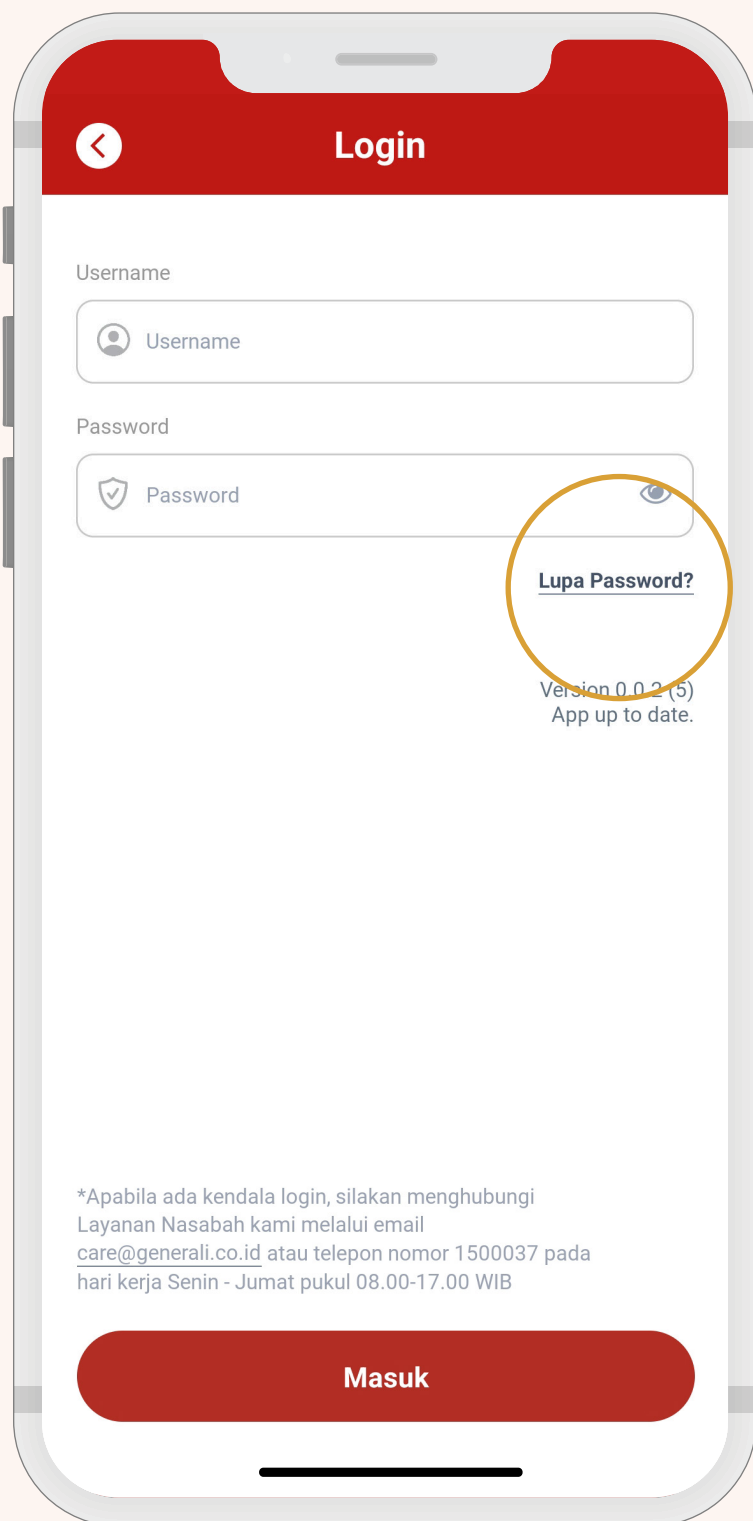 Login
Username
Username
Password
Password
Lupa Password?
Version 0.0.2 (5)
App up to date.
*Apabila ada kendala login, silakan menghubungi
Layanan Nasabah kami melalui email
care@generali.co.id atau telepon nomor 1500037 pada
hari kerja Senin - Jumat pukul 08.00-17.00 WIB
Masuk